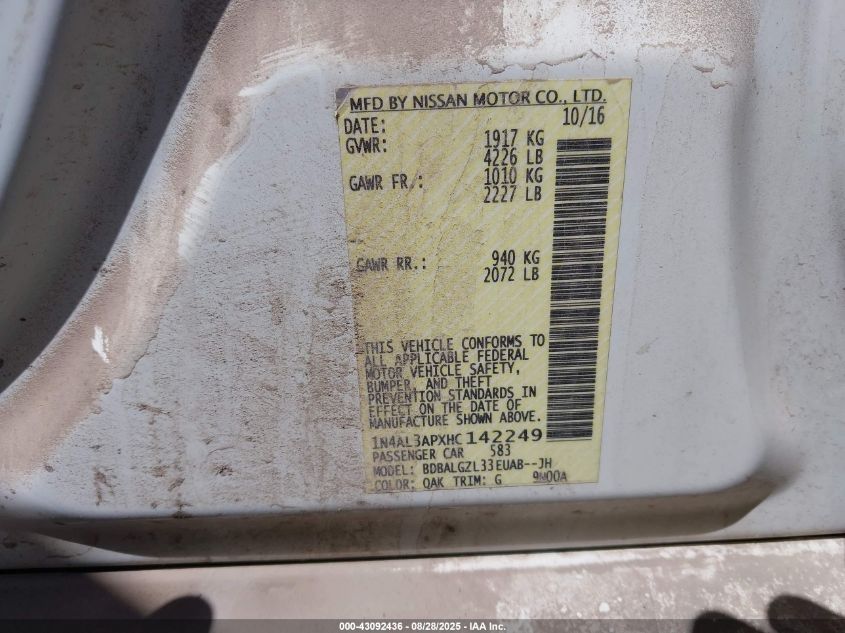 MFD BY NISSAN MOTOR CO., LTD.
DATE: 10/16
GVWR: 1917 KG
4226 LB
GAWR FR.: 1010 KG
2227 LB
GAWR RR.: 940 KG
2072 LB
THIS VEHICLE CONFORMS TO
ALL APPLICABLE FEDERAL
MOTOR VEHICLE SAFETY,
BUMPER, AND THEFT
PREVENTION STANDARDS IN
EFFECT ON THE DATE OF
MANUFACTURE SHOWN ABOVE.
1N4AL3APXHC142249
PASSENGER CAR 583
MODEL: BDBALGZL33EUAB--JH
COLOR: QAK TRIM: G 9M00A
000-43092436 - 08/28/2025 - IAA Inc.